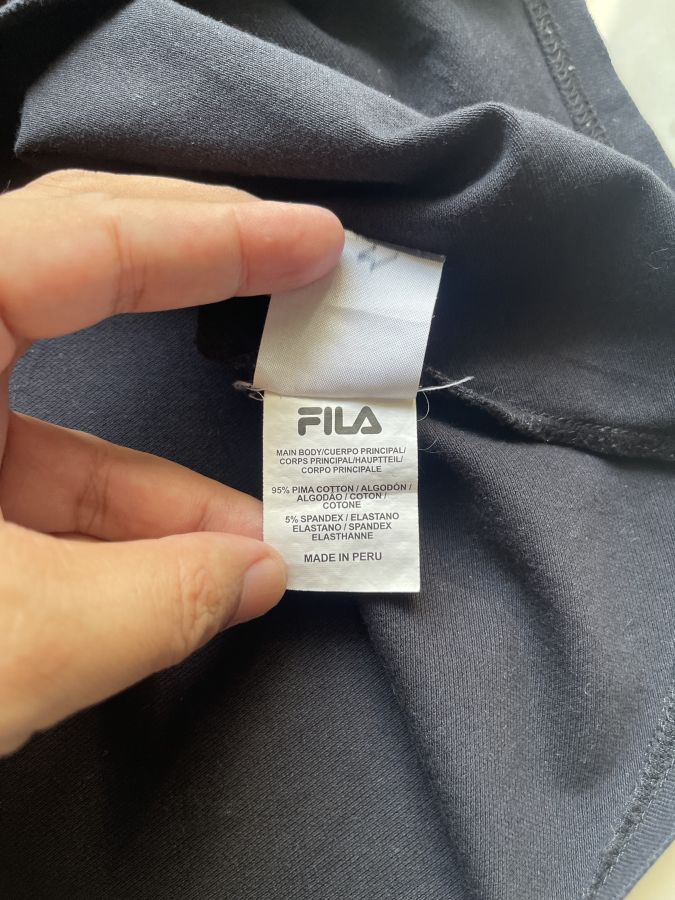 FILA
MAIN BODY/CUERPO PRINCIPAL/
CORPS PRINCIPAL/HAUPTTEIL/
CORPO PRINCIPALE
95% PIMA COTTON / ALGODÓN /
ALGODAO / COTON /
COTONE
5% SPANDEX / ELASTANO
ELASTANO / SPANDEX
ELASTHANNE
MADE IN PERU